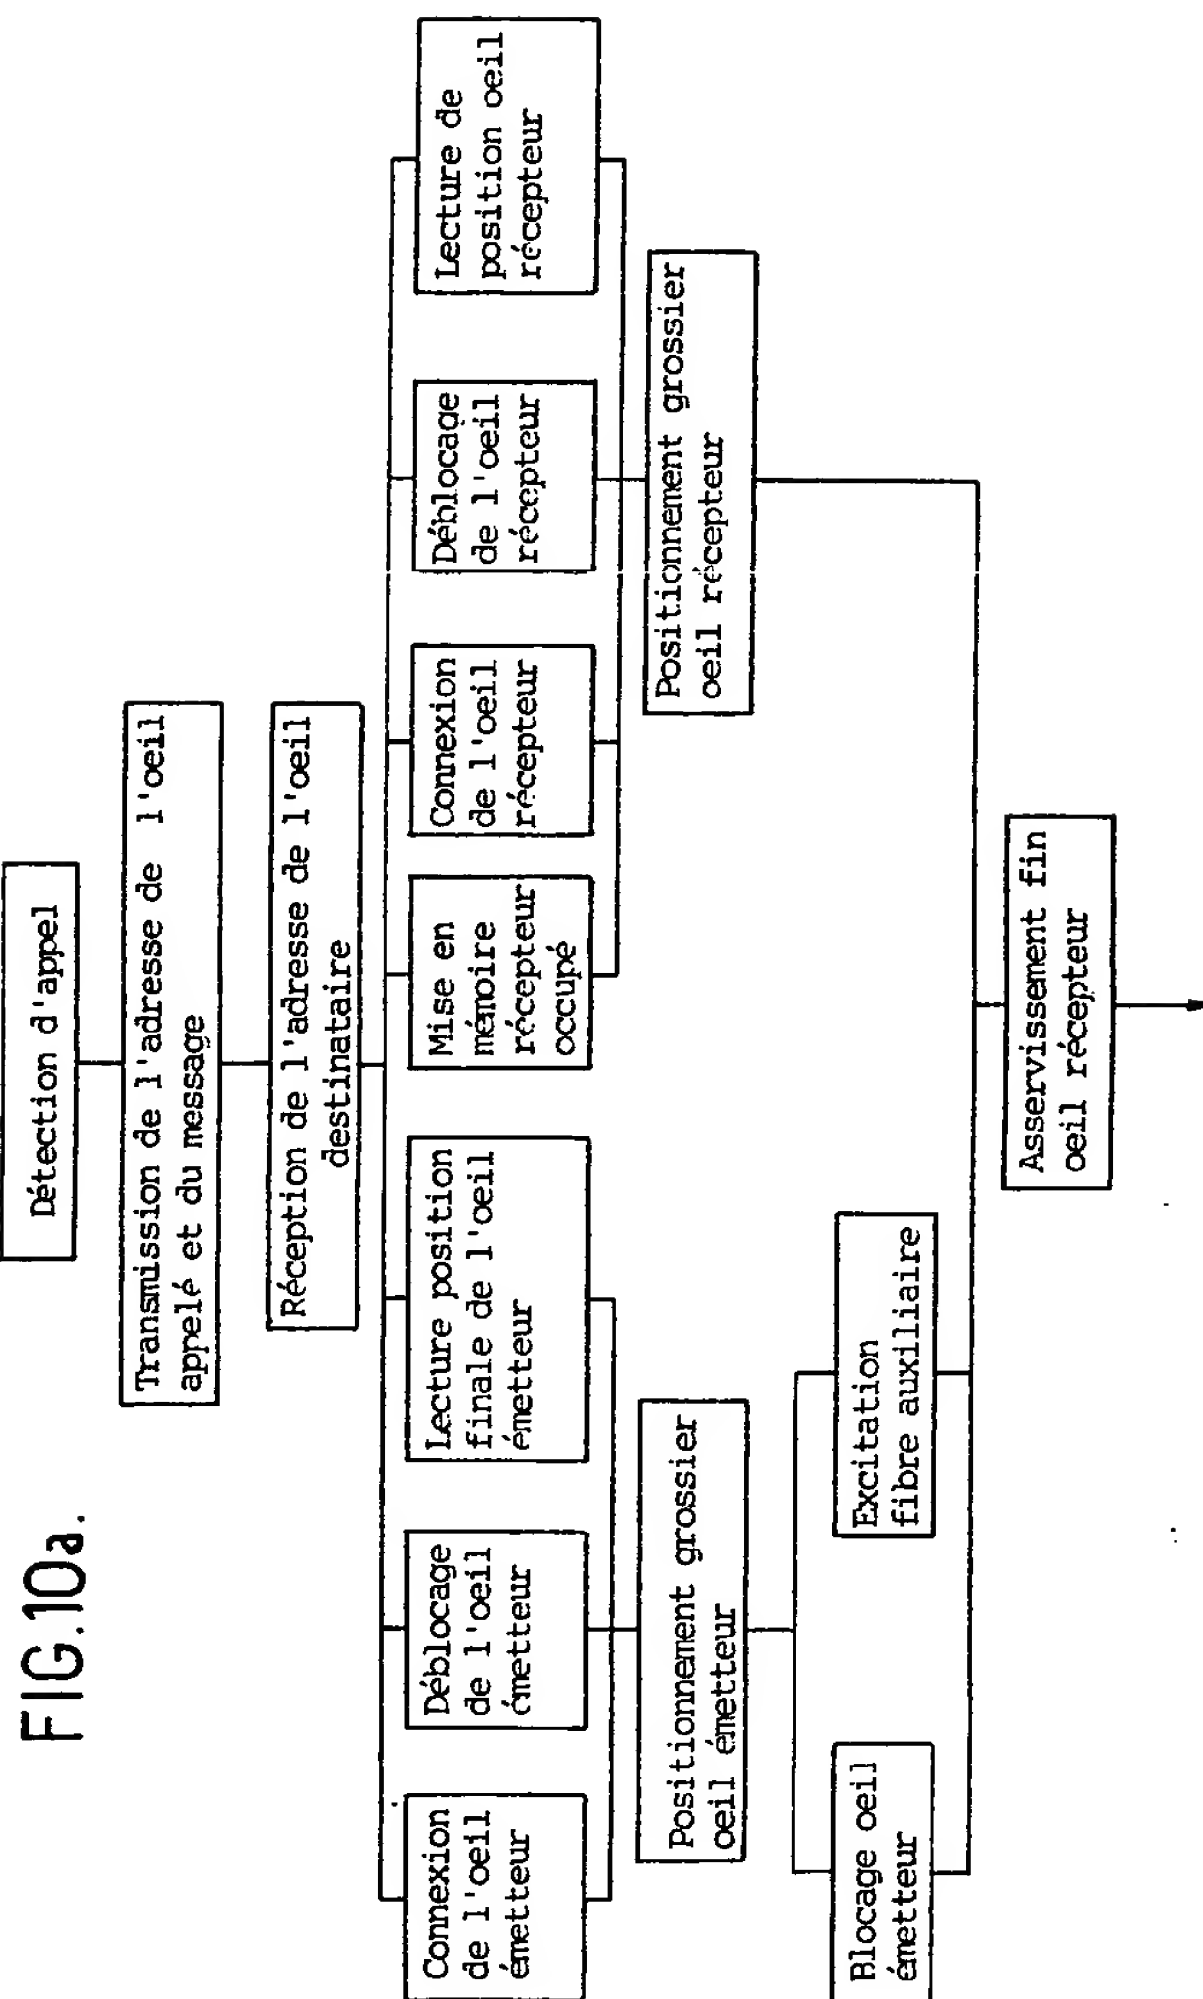 FIG.10a.
Détection d'appel
Transmission de l'adresse de l'oeil
appelé et du message
Réception de l'adresse de l'oeil
destinataire
Connexion
de l'oeil
émetteur
Déblocage
de l'oeil
émetteur
Lecture position
finale de l'oeil
émetteur
Mise en
mémoire
récepteur
occupé
Connexion
de l'oeil
récepteur
Déblocage
de l'oeil
récepteur
Lecture de
position oeil
récepteur
Positionnement grossier
oeil émetteur
Positionnement grossier
oeil récepteur
Blocage oeil
émetteur
Excitation
fibre auxiliaire
Asservissement fin
oeil récepteur